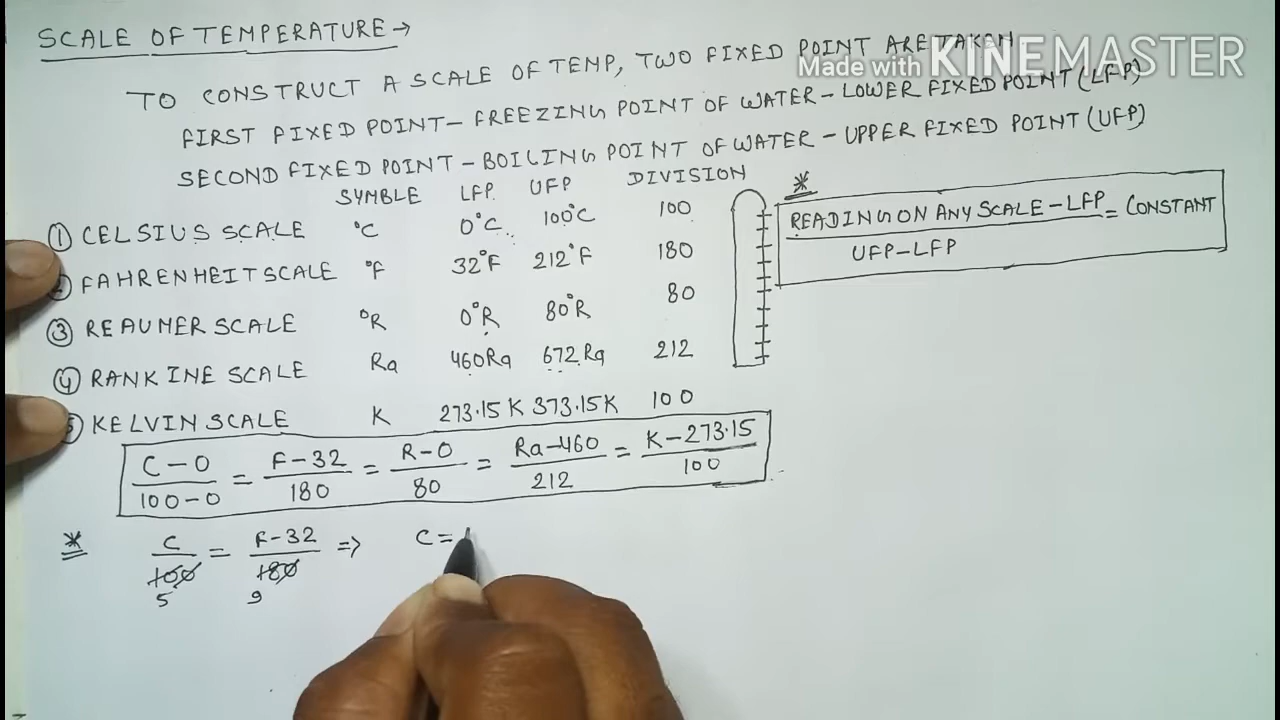 SCALE OF TEMPERATURE→
TO CONSTRUCT A SCALE OF TEMP, TWO FIXED POINT ARE TAKEN
Made with KINEMASTER
FIRST FIXED POINT – FREEZING POINT OF WATER – LOWER FIXED POINT (LFP)
SECOND FIXED POINT – BOILING POINT OF WATER – UPPER FIXED POINT (UFP)
SYMBLE LFP UFP DIVISION
① CELSIUS SCALE °C 0°C 100°C 100
2 FAHRENHEIT SCALE °F 32°F 212°F 180
③ REAUMER SCALE °R 0°R 80°R 80
④ RANKINE SCALE Ra 460Ra 672Ra 212
KELVIN SCALE K 273.15K 373.15K 100
*
READING ON ANY SCALE – LFP = CONSTANT
UFP – LFP
C – 0 = F – 32 = R – 0 = Ra – 460 = K – 273.15
100 – 0 180 80 212 100
* C = F – 32 => C =
100 180
5 9